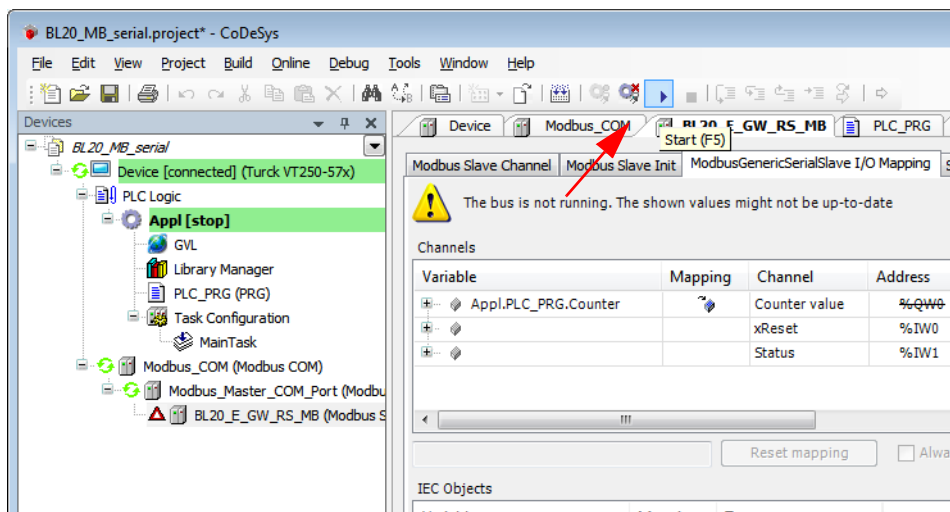 BL20_MB_serial.project* - CoDeSys
File Edit View Project Build Online Debug Tools Window Help
Devices
Device Modbus_COM BL20_E_GW_RS_MB PLC_PRG
Start (F5)
BL20_MB_serial
Device [connected] (Turck VT250-57x)
PLC Logic
Appl [stop]
GVL
Library Manager
PLC_PRG (PRG)
Task Configuration
MainTask
Modbus_COM (Modbus COM)
Modbus_Master_COM_Port (Modbu
BL20_E_GW_RS_MB (Modbus S
Modbus Slave Channel Modbus Slave Init ModbusGenericSerialSlave I/O Mapping S
The bus is not running. The shown values might not be up-to-date
Channels
Variable Mapping Channel Address
Appl.PLC_PRG.Counter Counter value %QW0
xReset %IW0
Status %IW1
Reset mapping Alwa
IEC Objects